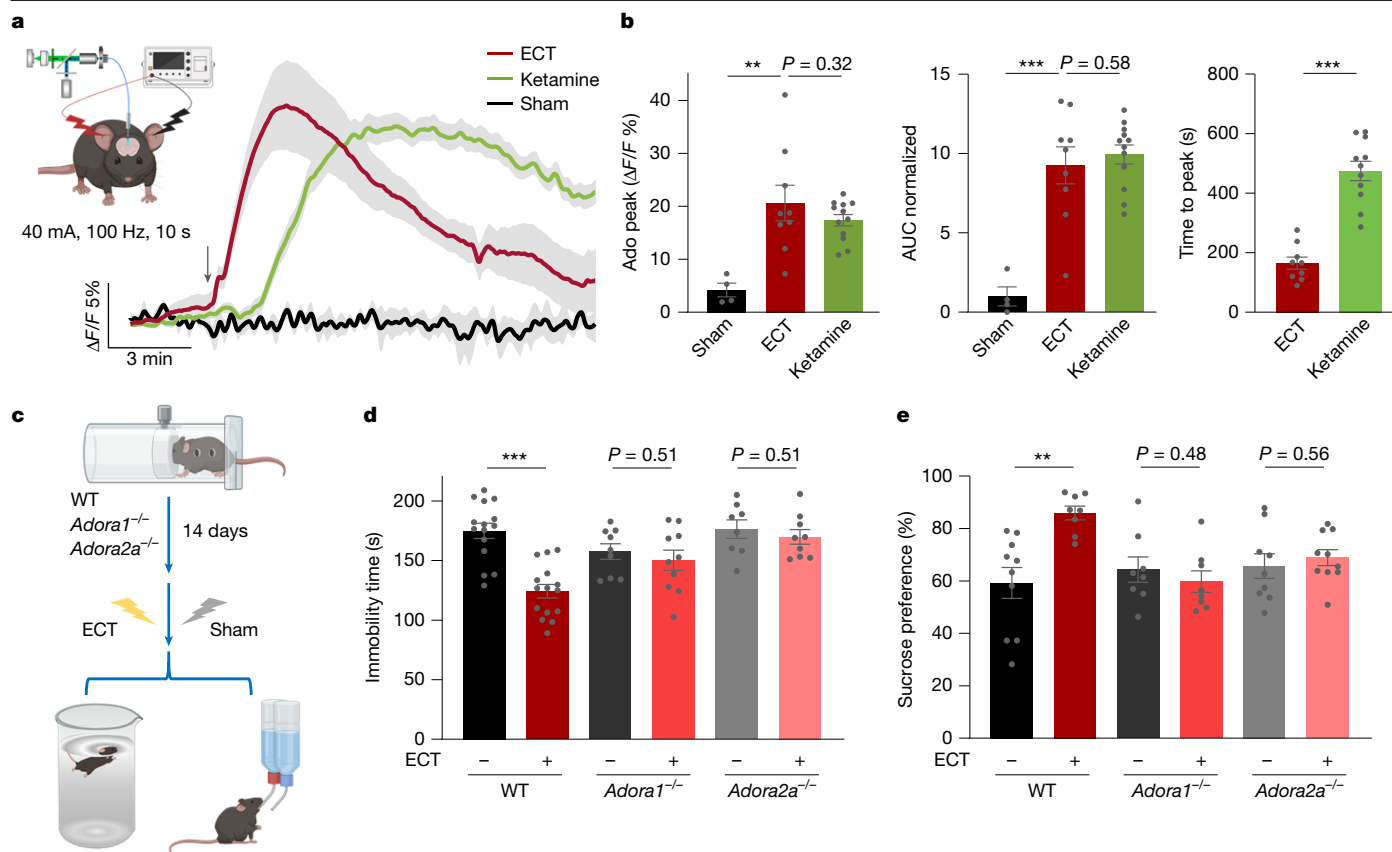 a
ECT
Ketamine
Sham
40 mA, 100 Hz, 10 s
ΔF/F 5%
3 min
b
Ado peak (ΔF/F %)
40
30
20
10
0
**
P = 0.32
Sham
ECT
Ketamine
AUC normalized
15
10
5
0
***
P = 0.58
Sham
ECT
Ketamine
Time to peak (s)
800
600
400
200
0
***
ECT
Ketamine
c
WT
Adora1−/−
Adora2a−/−
14 days
ECT
Sham
d
Immobility time (s)
200
150
100
50
0
***
P = 0.51
P = 0.51
ECT − + − + − +
WT Adora1−/− Adora2a−/−
e
Sucrose preference (%)
100
80
60
40
20
0
**
P = 0.48
P = 0.56
ECT − + − + − +
WT Adora1−/− Adora2a−/−